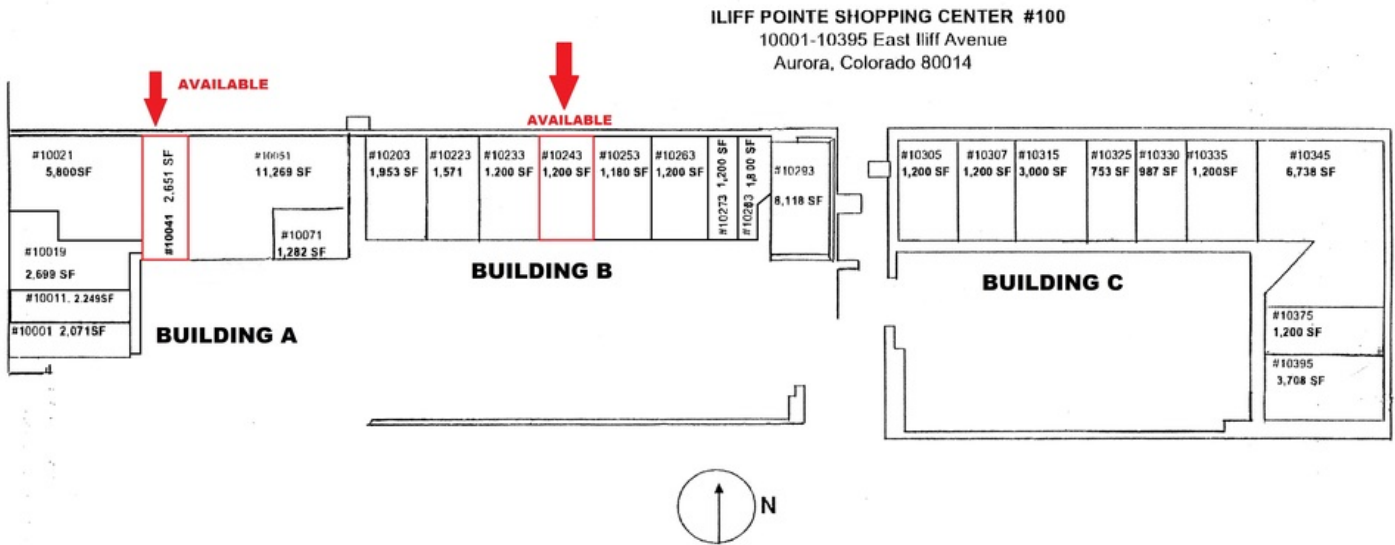 ILIFF POINTE SHOPPING CENTER #100
10001-10395 East Iliff Avenue
Aurora, Colorado 80014
AVAILABLE
AVAILABLE
#10021
5,800SF
#10041 2,651 SF
#10051
11,269 SF
#10071
1,282 SF
#10019
2,699 SF
#10011. 2.249SF
#10001 2,071SF
BUILDING A
#10203
1,953 SF
#10223
1,571
#10233
1.200 SF
#10243
1,200 SF
#10253
1,180 SF
#10263
1,200 SF
#10273 1,200 SF
#10283 1,800 SF
#10293
8,118 SF
BUILDING B
#10305
1,200 SF
#10307
1,200 SF
#10315
3,000 SF
#10325
753 SF
#10330
987 SF
#10335
1,200SF
#10345
6,738 SF
#10375
1,200 SF
#10395
3,708 SF
BUILDING C
N